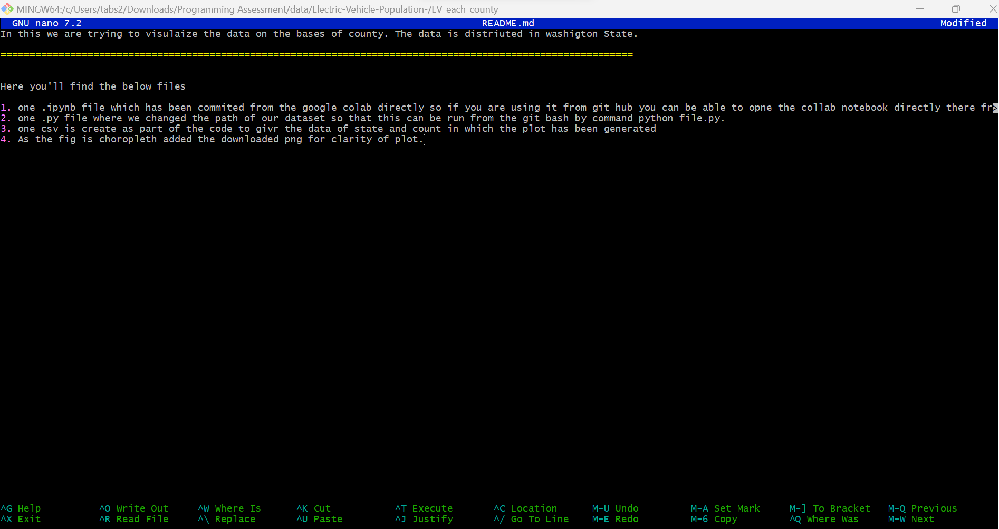 MINGW64:/c/Users/tabs2/Downloads/Programming Assessment/data/Electric-Vehicle-Population-/EV_each_county
GNU nano 7.2 README.md Modified
In this we are trying to visulaize the data on the bases of county. The data is distriuted in washigton State.
=============================================================================================================
Here you'll find the below files
1. one .ipynb file which has been commited from the google colab directly so if you are using it from git hub you can be able to opne the collab notebook directly there fr>
2. one .py file where we changed the path of our dataset so that this can be run from the git bash by command python file.py.
3. one csv is create as part of the code to givr the data of state and count in which the plot has been generated
4. As the fig is choropleth added the downloaded png for clarity of plot.
^G Help ^O Write Out ^W Where Is ^K Cut ^T Execute ^C Location M-U Undo M-A Set Mark M-] To Bracket M-Q Previous
^X Exit ^R Read File ^\ Replace ^U Paste ^J Justify ^/ Go To Line M-E Redo M-6 Copy ^Q Where Was M-W Next